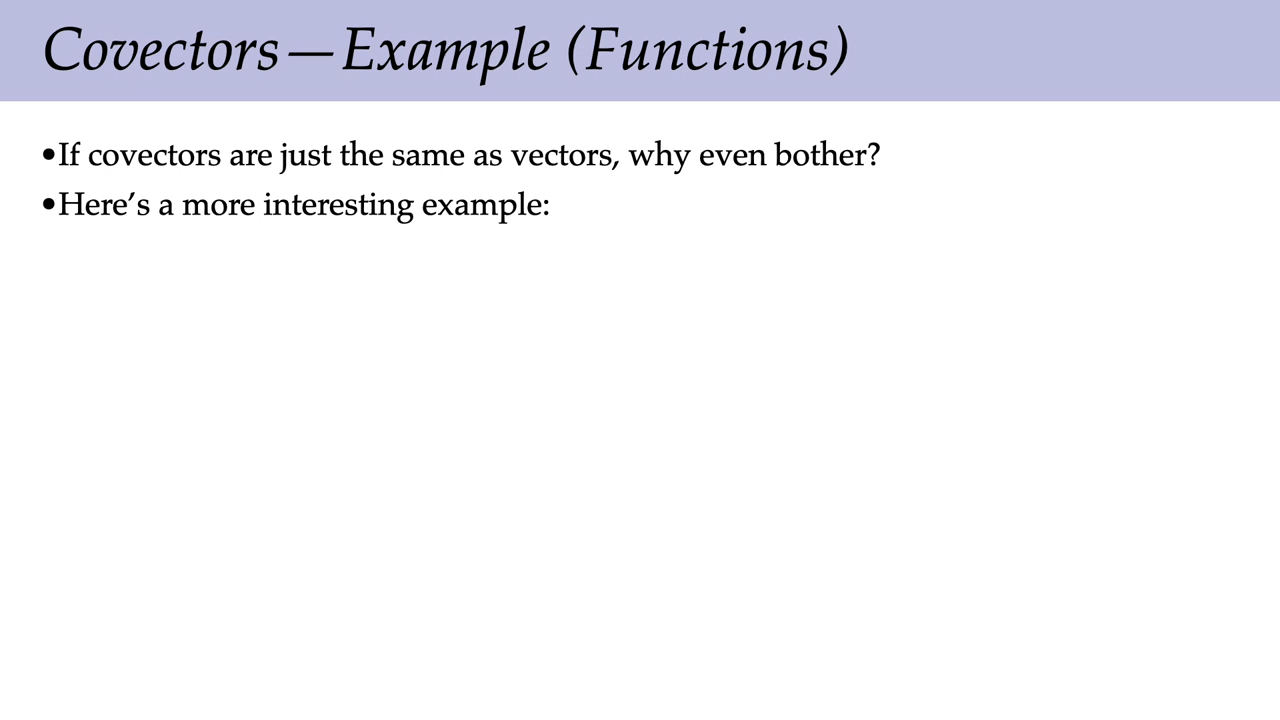 Covectors—Example (Functions)
•If covectors are just the same as vectors, why even bother?
•Here’s a more interesting example: